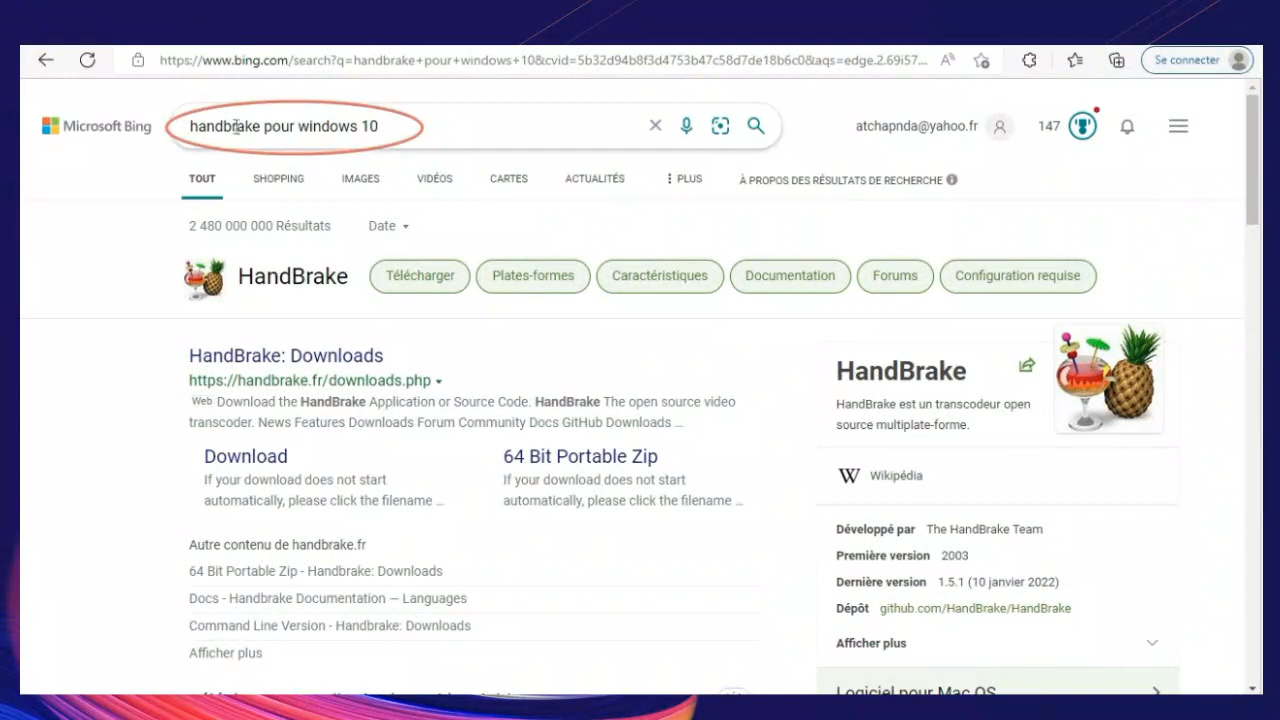 https://www.bing.com/search?q=handbrake+pour+windows+10&cvid=5b32d94b8f3d4753b47c58d7de18b6c0&aqs=edge.2.69i57...
Se connecter
Microsoft Bing
handbrake pour windows 10
atchapnda@yahoo.fr
147
TOUT
SHOPPING
IMAGES
VIDÉOS
CARTES
ACTUALITÉS
PLUS
À PROPOS DES RÉSULTATS DE RECHERCHE
2 480 000 000 Résultats
Date
HandBrake
Télécharger
Plates-formes
Caractéristiques
Documentation
Forums
Configuration requise
HandBrake: Downloads
https://handbrake.fr/downloads.php
Web Download the HandBrake Application or Source Code. HandBrake The open source video
transcoder. News Features Downloads Forum Community Docs GitHub Downloads ...
Download
If your download does not start
automatically, please click the filename ...
64 Bit Portable Zip
If your download does not start
automatically, please click the filename ...
Autre contenu de handbrake.fr
64 Bit Portable Zip - Handbrake: Downloads
Docs - Handbrake Documentation — Languages
Command Line Version - Handbrake: Downloads
Afficher plus
HandBrake
HandBrake est un transcodeur open
source multiplate-forme.
Wikipédia
Développé par The HandBrake Team
Première version 2003
Dernière version 1.5.1 (10 janvier 2022)
Dépôt github.com/HandBrake/HandBrake
Afficher plus
Logiciel pour Mac OS